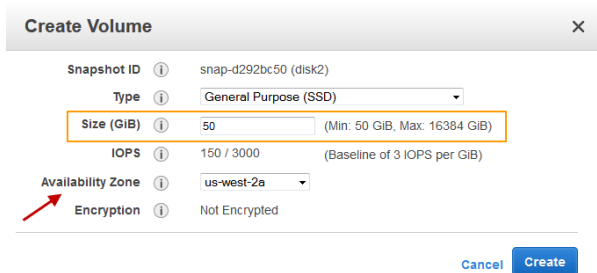 Create Volume ×
Snapshot ID i snap-d292bc50 (disk2)
Type i General Purpose (SSD)
Size (GiB) i 50 (Min: 50 GiB, Max: 16384 GiB)
IOPS i 150 / 3000 (Baseline of 3 IOPS per GiB)
Availability Zone i us-west-2a
Encryption i Not Encrypted
Cancel Create